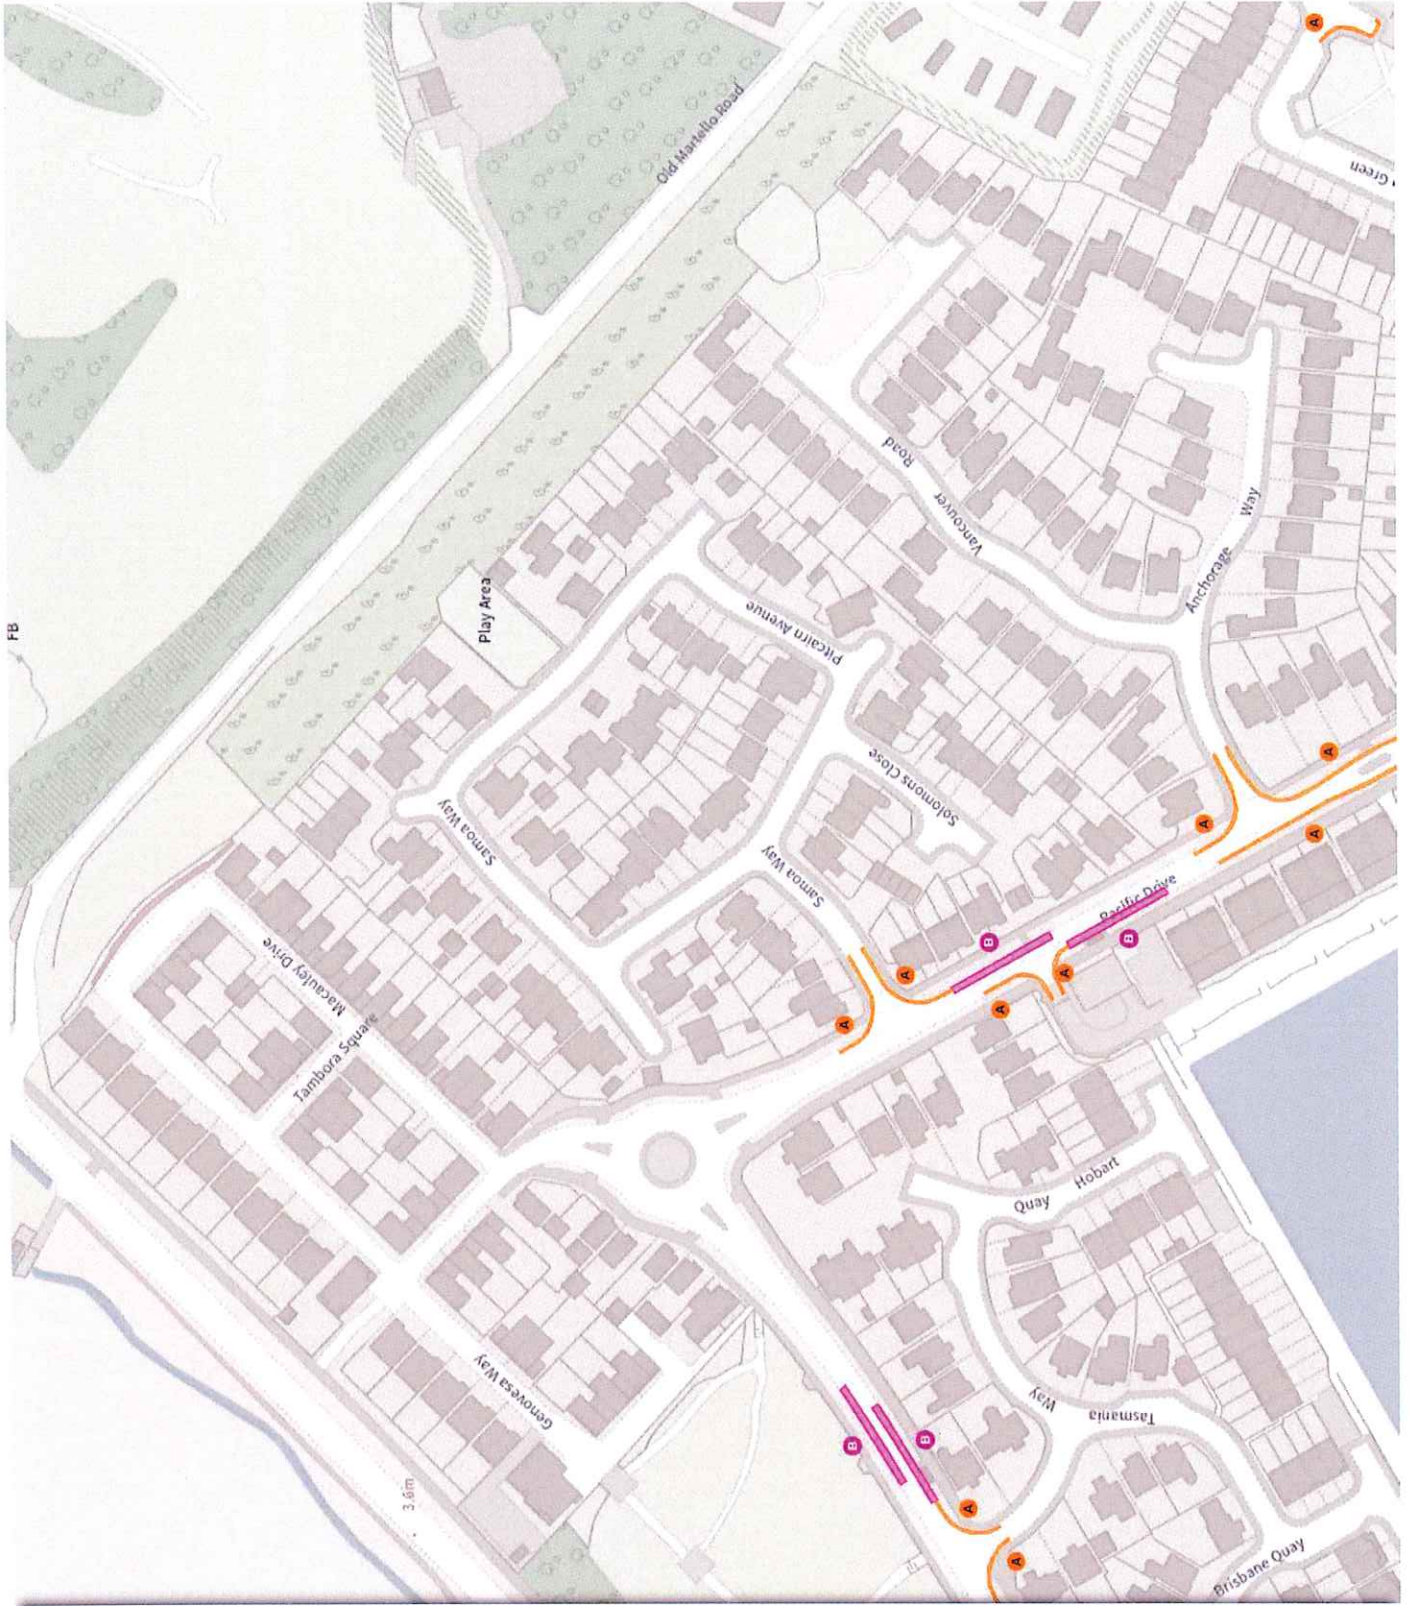 A
Old Martello Road
Green
FB
Play Area
Road
Vancouver
Way
Anchorage
Pitcairn Avenue
Solomons Close
Samoa Way
Samoa Way
A
A
A
Macauley Drive
Tambora Square
Pacific Drive
B
B
A
A
A
A
Hobart
Quay
Genovesa Way
Way
Tasmania
B
B
3.6m
A
A
Brisbane Quay